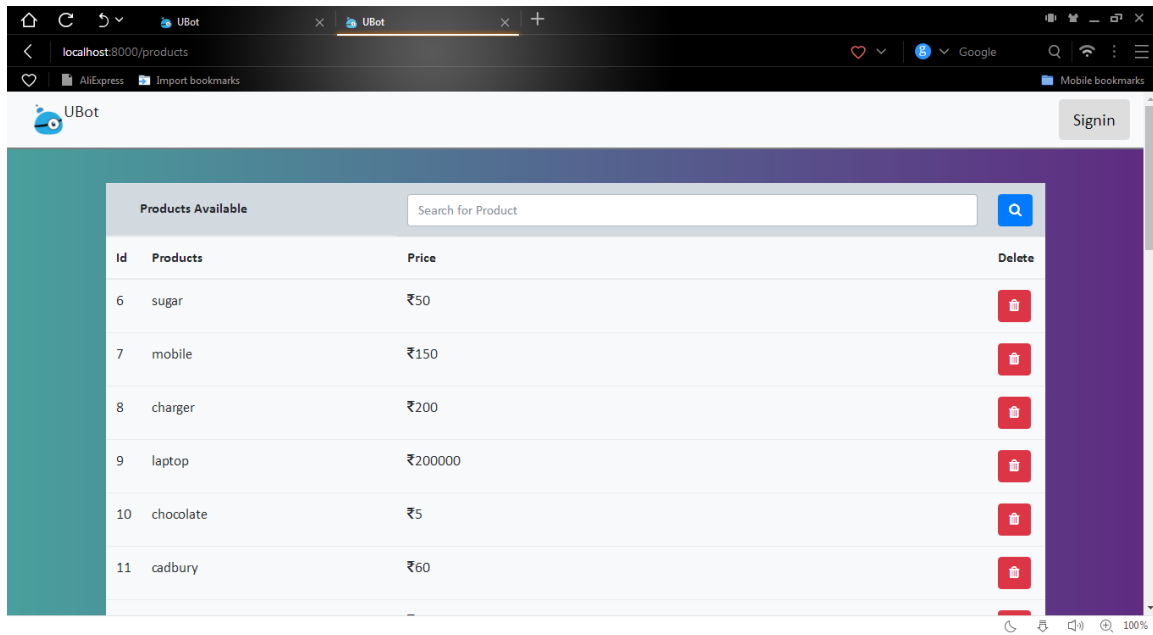 UBot UBot
localhost:8000/products g Google
AliExpress Import bookmarks Mobile bookmarks
UBot Signin
Products Available Search for Product
Id Products Price Delete
6 sugar ₹50
7 mobile ₹150
8 charger ₹200
9 laptop ₹200000
10 chocolate ₹5
11 cadbury ₹60
100%